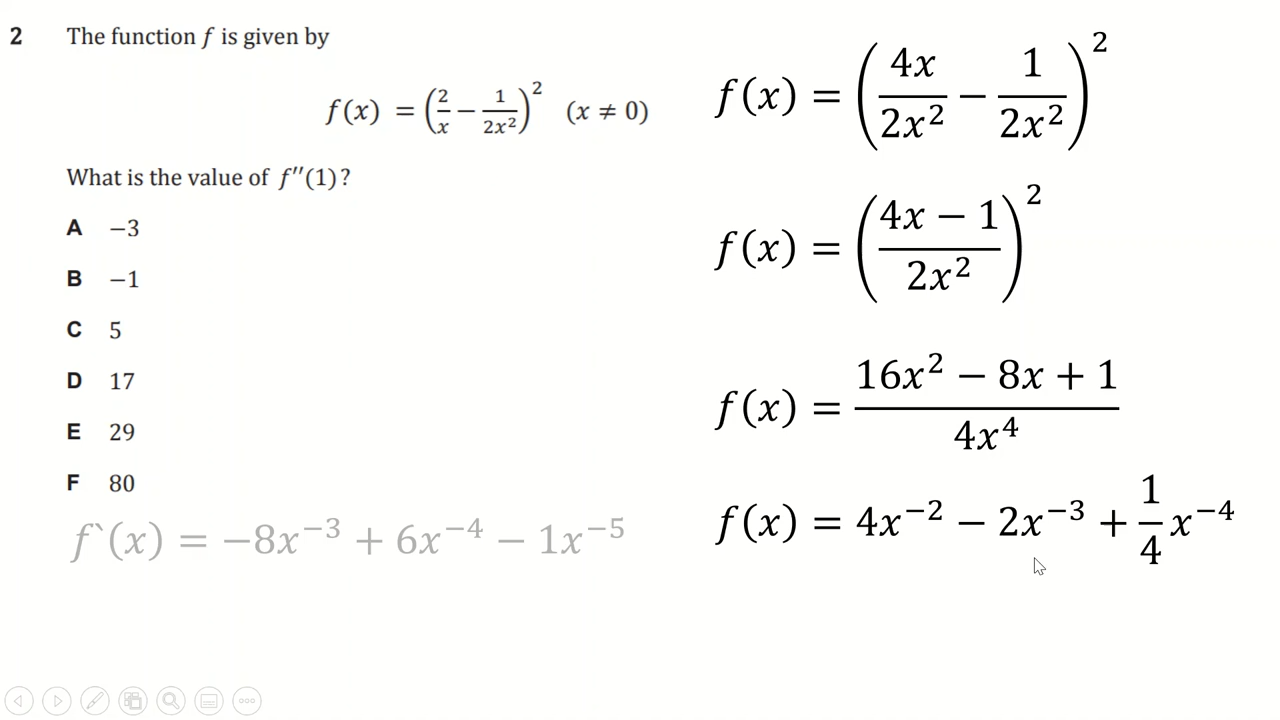 2 The function f is given by
f(x) = (2/x − 1/2x²)² (x ≠ 0)
What is the value of f′′(1)?
A −3
B −1
C 5
D 17
E 29
F 80
f`(x) = −8x⁻³ + 6x⁻⁴ − 1x⁻⁵
f(x) = (4x/2x² − 1/2x²)²
f(x) = ((4x − 1)/2x²)²
f(x) = (16x² − 8x + 1)/4x⁴
f(x) = 4x⁻² − 2x⁻³ + 1/4 x⁻⁴